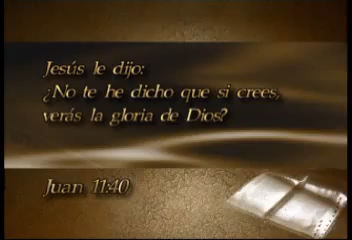 Jesús le dijo:
¿No te he dicho que si crees,
verás la gloria de Dios?
Juan 11:40